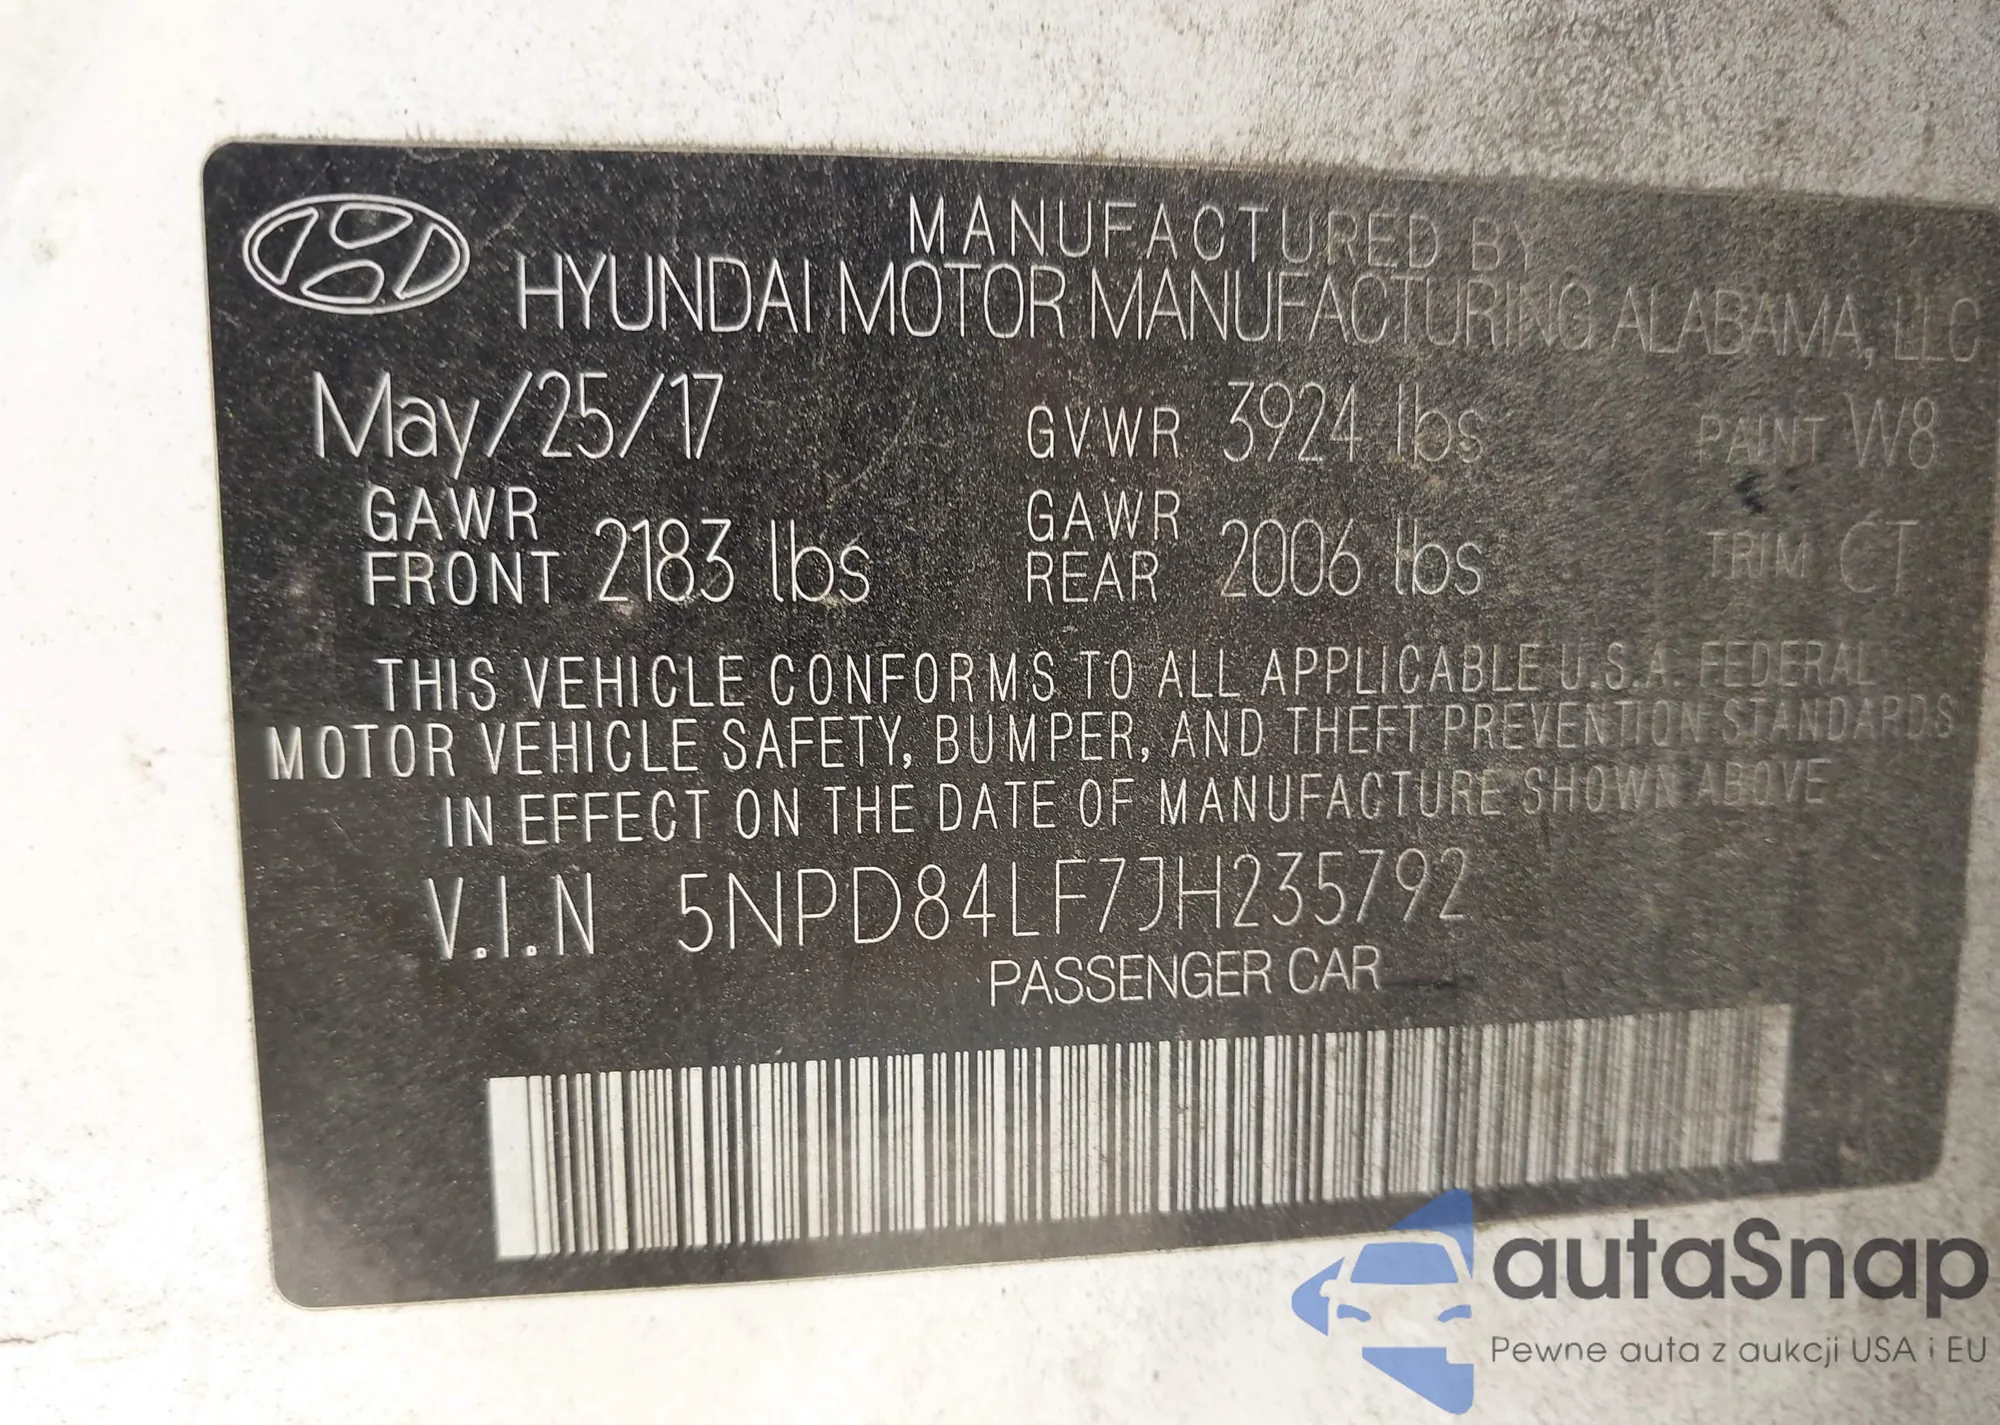 MANUFACTURED BY
HYUNDAI MOTOR MANUFACTURING ALABAMA, LLC
May/25/17 GVWR 3924 lbs PAINT W8
GAWR FRONT 2183 lbs GAWR REAR 2006 lbs TRIM CT
THIS VEHICLE CONFORMS TO ALL APPLICABLE U.S.A. FEDERAL
MOTOR VEHICLE SAFETY, BUMPER, AND THEFT PREVENTION STANDARDS
IN EFFECT ON THE DATE OF MANUFACTURE SHOWN ABOVE
V.I.N 5NPD84LF7JH235792
PASSENGER CAR
autaSnap
Pewne auta z aukcji USA i EU